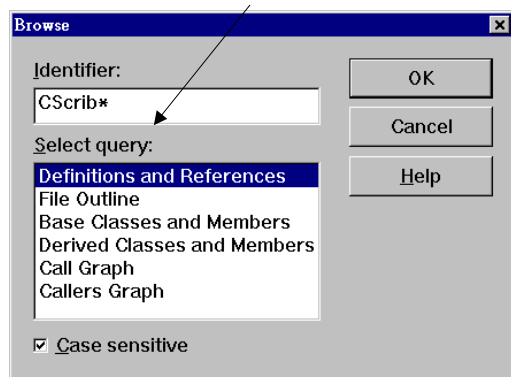 Browse
Identifier:
CScrib*
OK
Cancel
Select query:
Help
Definitions and References
File Outline
Base Classes and Members
Derived Classes and Members
Call Graph
Callers Graph
Case sensitive